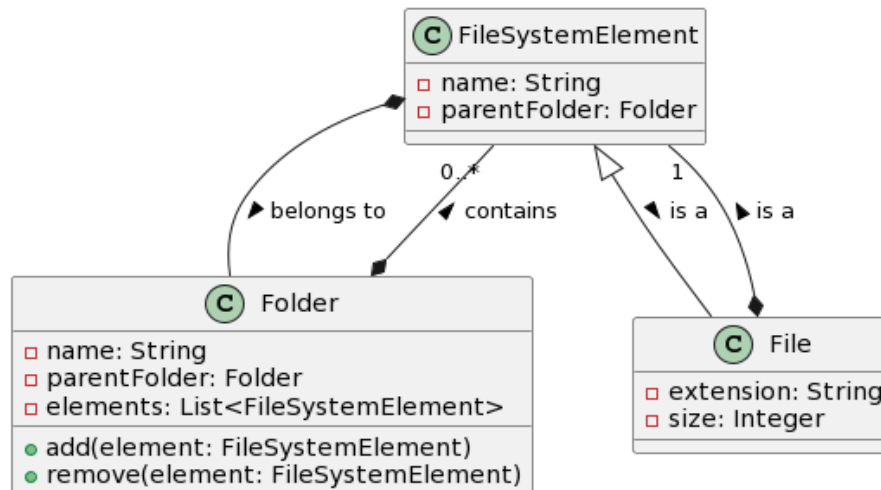 C FileSystemElement
name: String
parentFolder: Folder
0..*
1
belongs to
contains
is a
is a
C Folder
name: String
parentFolder: Folder
elements: List<FileSystemElement>
add(element: FileSystemElement)
remove(element: FileSystemElement)
C File
extension: String
size: Integer